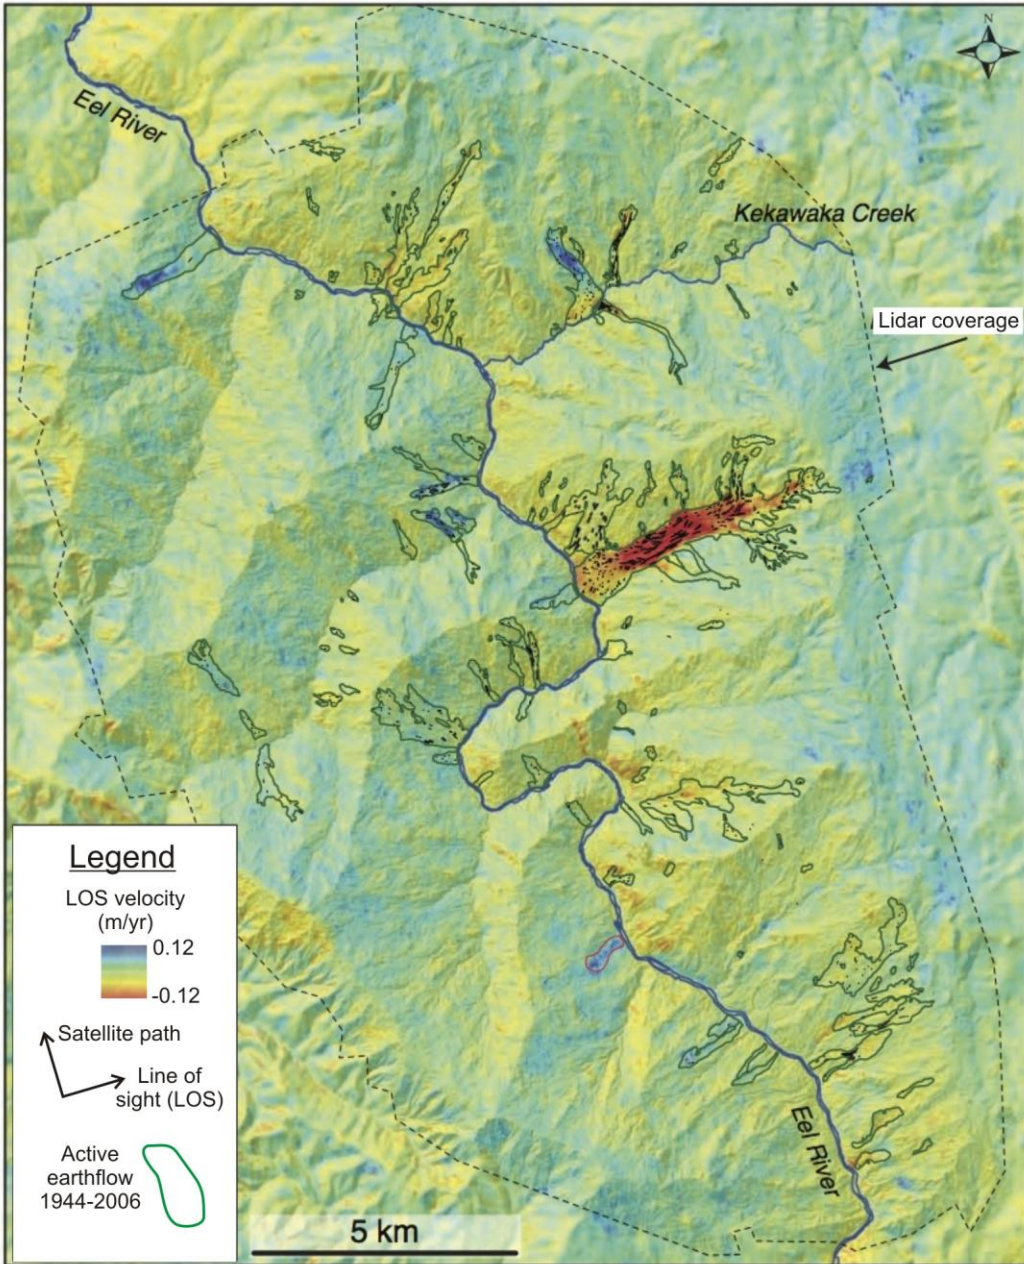 N
Eel River
Kekawaka Creek
Lidar coverage
Legend
LOS velocity
(m/yr)
0.12
-0.12
Satellite path
Line of
sight (LOS)
Active
earthflow
1944-2006
5 km
Eel River